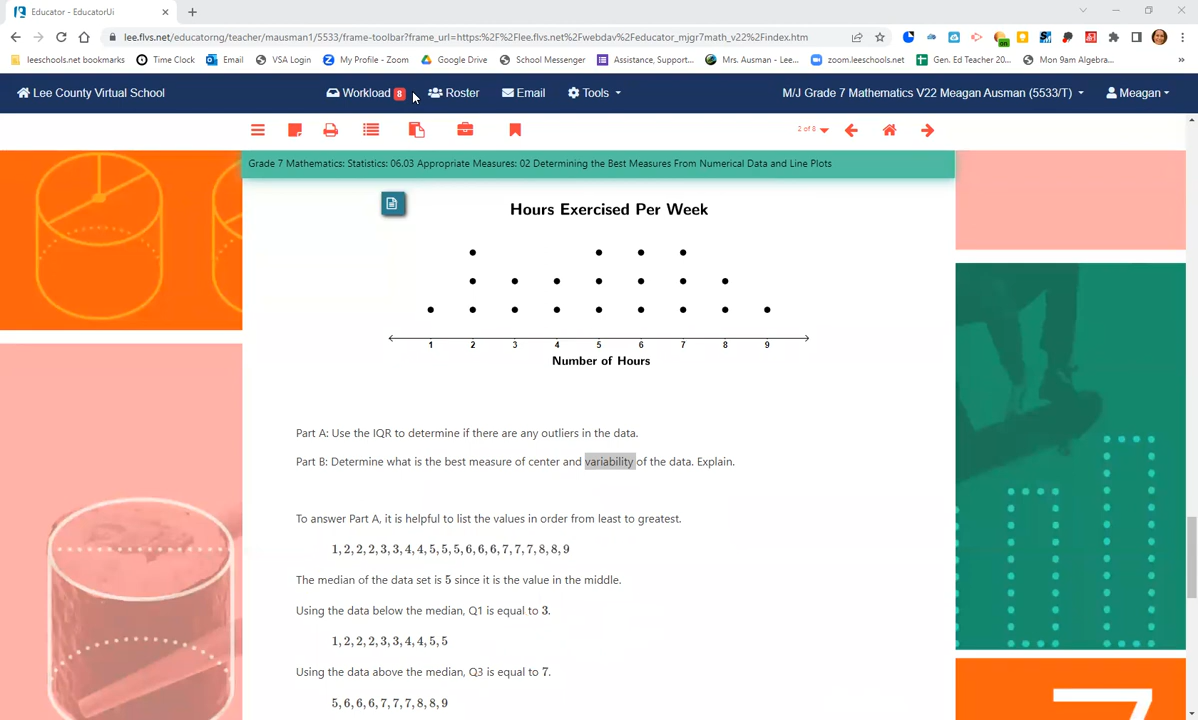 Educator - EducatorUi
lee.flvs.net/educatorng/teacher/mausman1/5533/frame-toolbar?frame_url=https:%2F%2Flee.flvs.net%2Fwebdav%2Feducator_mjgr7math_v22%2Findex.htm
leeschools.net bookmarks Time Clock Email VSA Login My Profile - Zoom Google Drive School Messenger Assistance, Support... Mrs. Ausman - Lee... zoom.leeschools.net Gen. Ed Teacher 20... Mon 9am Algebra... »
Lee County Virtual School Workload 8 Roster Email Tools M/J Grade 7 Mathematics V22 Meagan Ausman (5533/T) Meagan
2 of 8
Grade 7 Mathematics: Statistics: 06.03 Appropriate Measures: 02 Determining the Best Measures From Numerical Data and Line Plots
Hours Exercised Per Week
1 2 3 4 5 6 7 8 9
Number of Hours
Part A: Use the IQR to determine if there are any outliers in the data.
Part B: Determine what is the best measure of center and variability of the data. Explain.
To answer Part A, it is helpful to list the values in order from least to greatest.
1, 2, 2, 2, 3, 3, 4, 4, 5, 5, 5, 6, 6, 6, 7, 7, 7, 8, 8, 9
The median of the data set is 5 since it is the value in the middle.
Using the data below the median, Q1 is equal to 3.
1, 2, 2, 2, 3, 3, 4, 4, 5, 5
Using the data above the median, Q3 is equal to 7.
5, 6, 6, 6, 7, 7, 7, 8, 8, 9
7